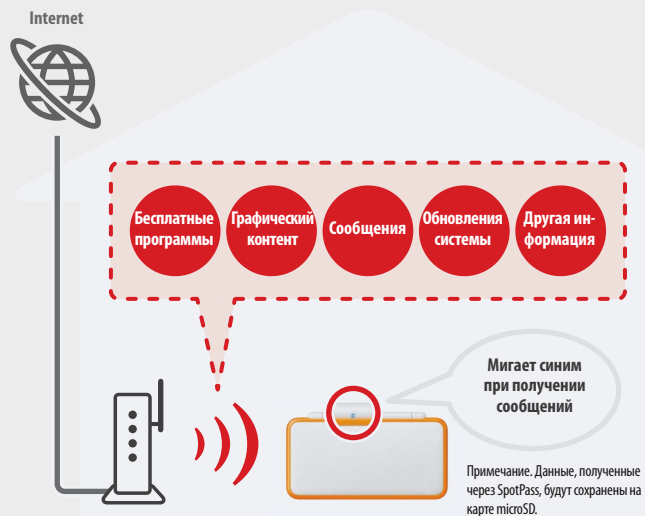 Internet
Бесплатные
программы
Графический
контент
Сообщения
Обновления
системы
Другая ин-
формация
Мигает синим
при получении
сообщений
Примечание. Данные, полученные
через SpotPass, будут сохранены на
карте microSD.